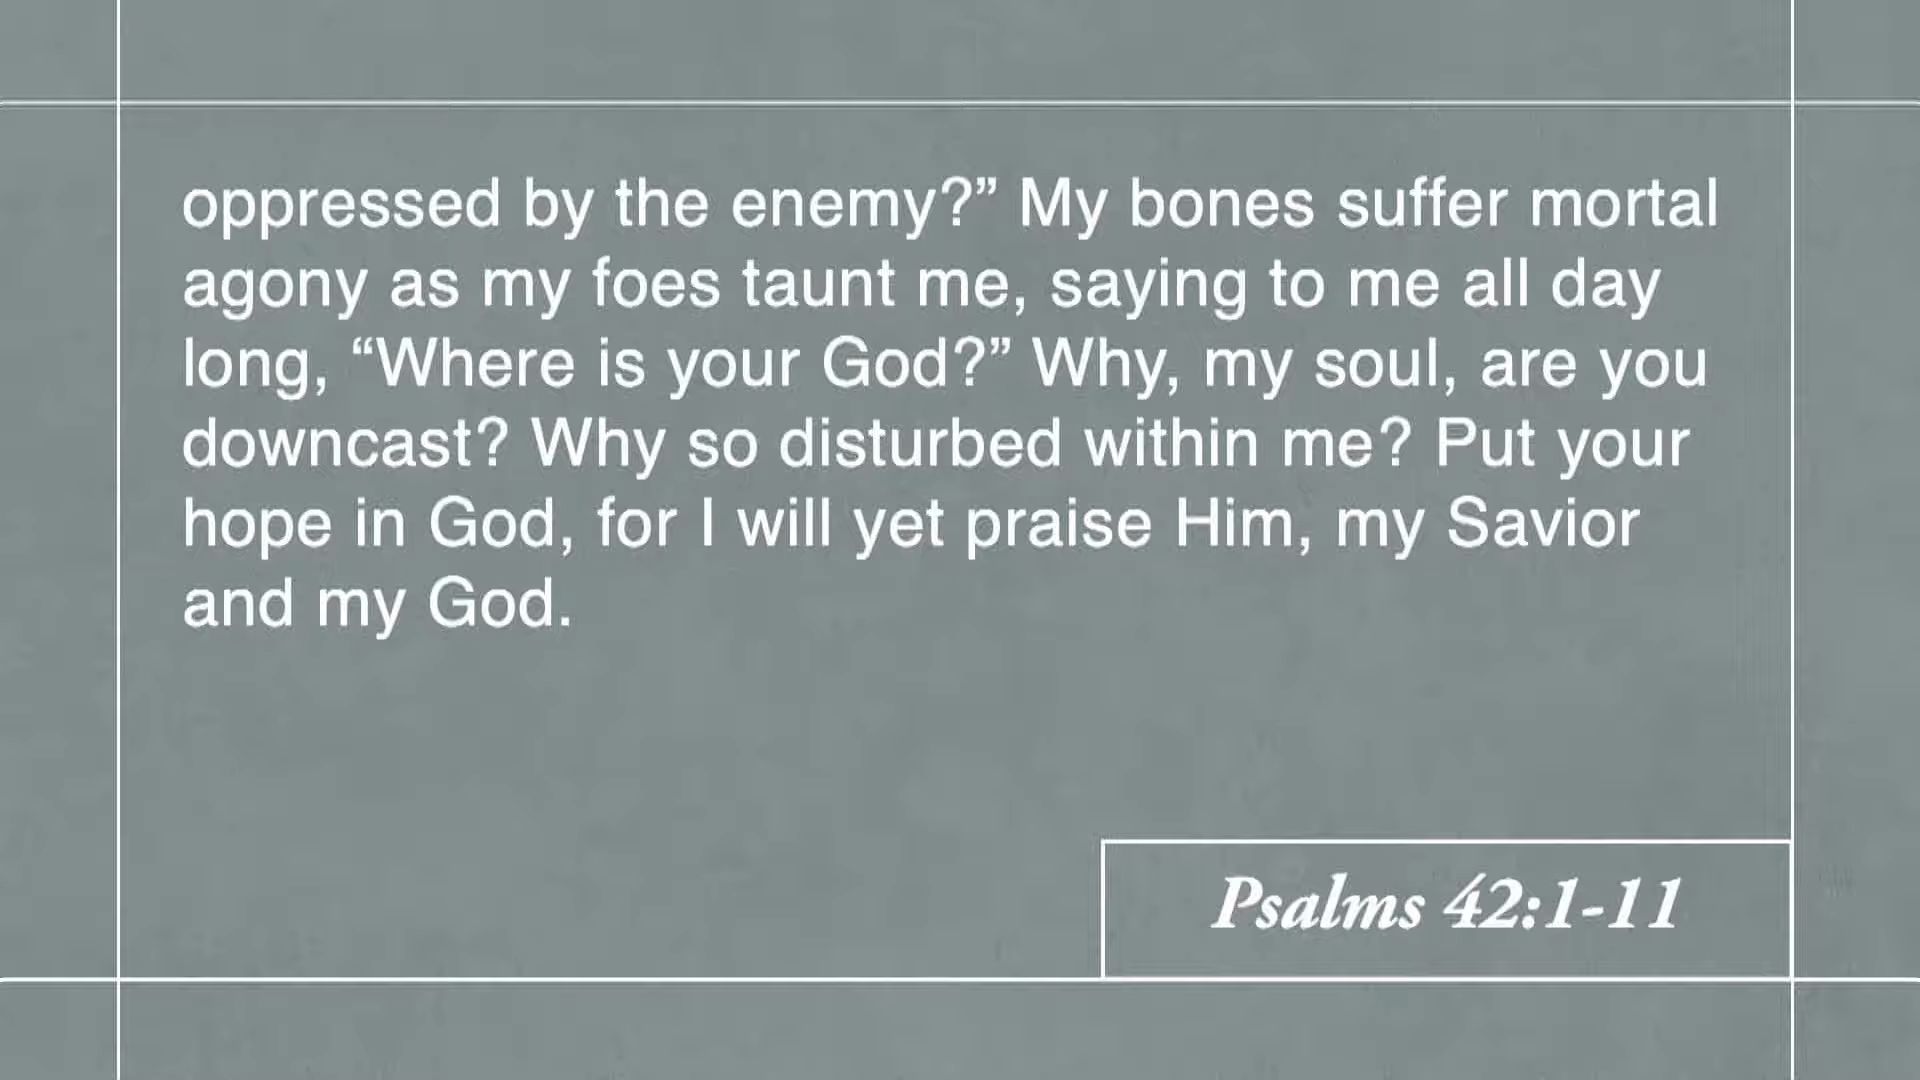 oppressed by the enemy?” My bones suffer mortal
agony as my foes taunt me, saying to me all day
long, “Where is your God?” Why, my soul, are you
downcast? Why so disturbed within me? Put your
hope in God, for I will yet praise Him, my Savior
and my God.
Psalms 42:1-11